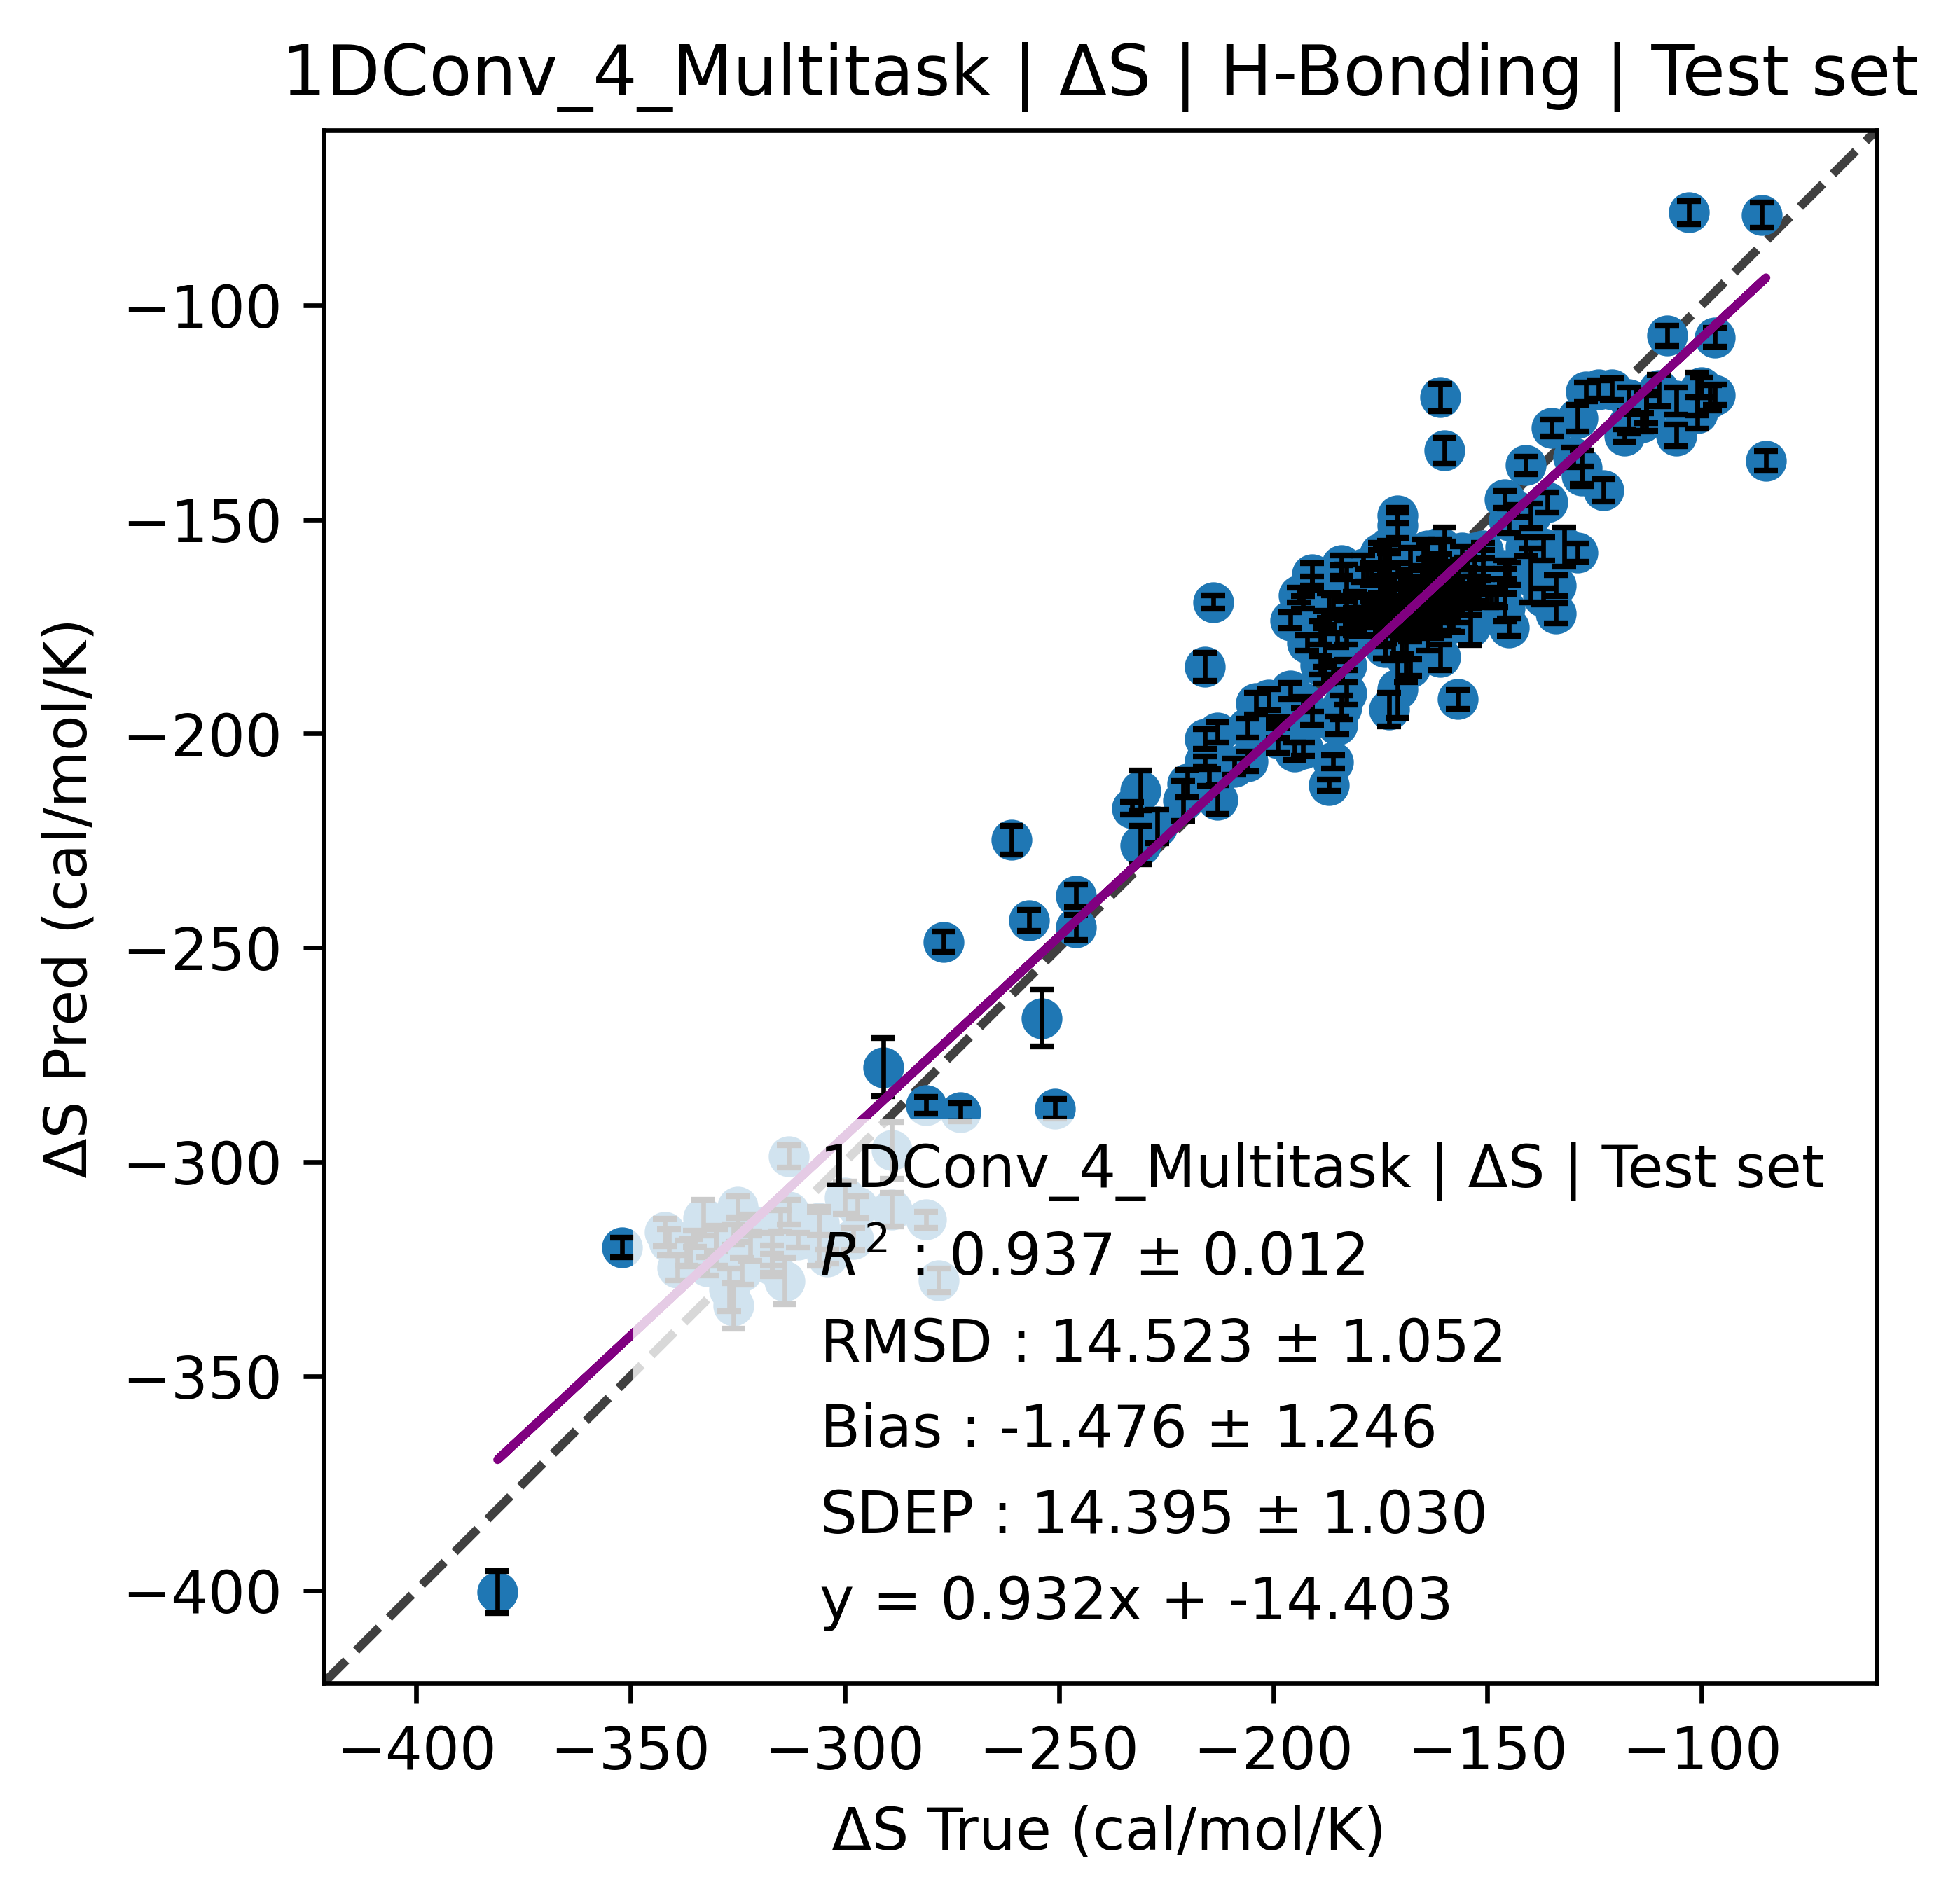 1DConv_4_Multitask | ΔS | H-Bonding | Test set
ΔS Pred (cal/mol/K)
−100
−150
−200
−250
−300
−350
−400
1DConv_4_Multitask | ΔS | Test set
R² : 0.937 ± 0.012
RMSD : 14.523 ± 1.052
Bias : -1.476 ± 1.246
SDEP : 14.395 ± 1.030
y = 0.932x + -14.403
−400 −350 −300 −250 −200 −150 −100
ΔS True (cal/mol/K)